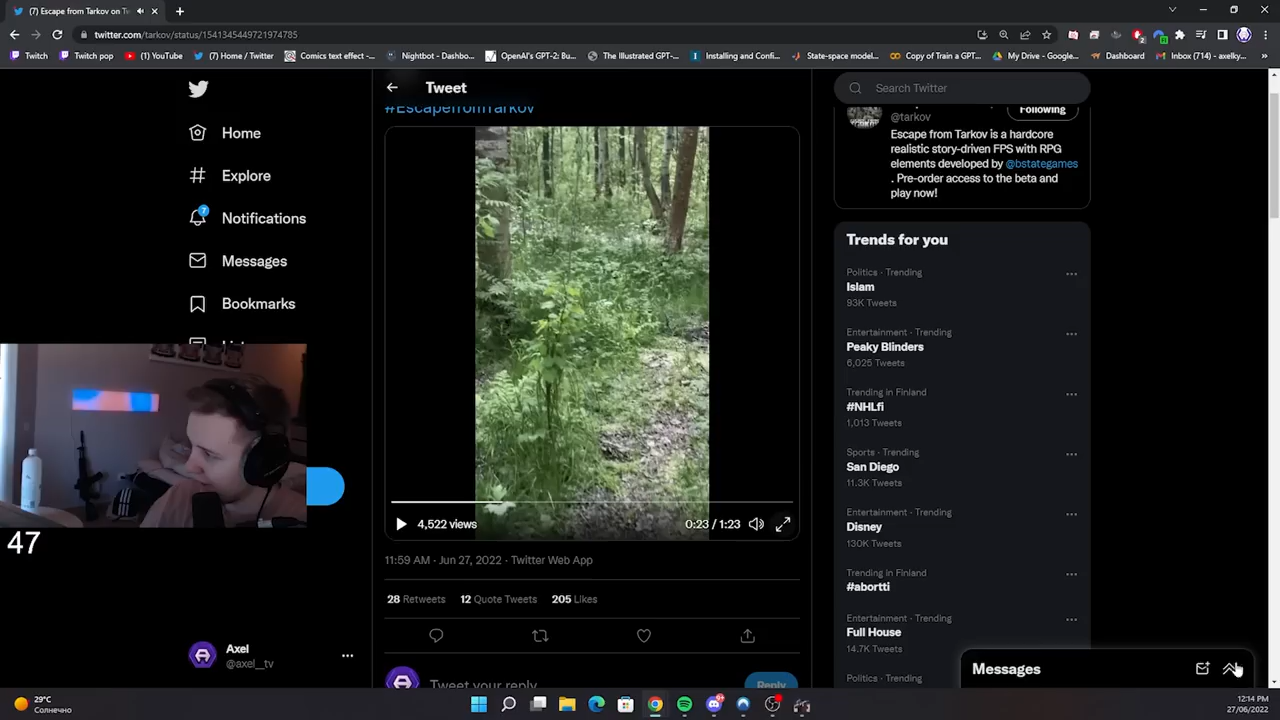 (7) Escape from Tarkov on Tw
twitter.com/tarkov/status/1541345449721974785
Twitch
Twitch pop
(1) YouTube
(7) Home / Twitter
Comics text effect -...
Nightbot - Dashbo...
OpenAI's GPT-2: Bu...
The Illustrated GPT-...
Installing and Confi...
State-space model...
Copy of Train a GPT...
My Drive - Google...
Dashboard
Inbox (714) - axelky...
Home
Explore
7
Notifications
Messages
Bookmarks
47
Axel
@axel__tv
Tweet
#EscapefromTarkov
4,522 views
0:23 / 1:23
11:59 AM · Jun 27, 2022 · Twitter Web App
28 Retweets 12 Quote Tweets 205 Likes
Tweet your reply
Reply
Search Twitter
@tarkov
Following
Escape from Tarkov is a hardcore
realistic story-driven FPS with RPG
elements developed by @bstategames
. Pre-order access to the beta and
play now!
Trends for you
Politics · Trending
Islam
93K Tweets
Entertainment · Trending
Peaky Blinders
6,025 Tweets
Trending in Finland
#NHLfi
1,013 Tweets
Sports · Trending
San Diego
11.3K Tweets
Entertainment · Trending
Disney
130K Tweets
Trending in Finland
#abortti
Entertainment · Trending
Full House
14.7K Tweets
Politics · Trending
Messages
29°C
Солнечно
12:14 PM
27/06/2022